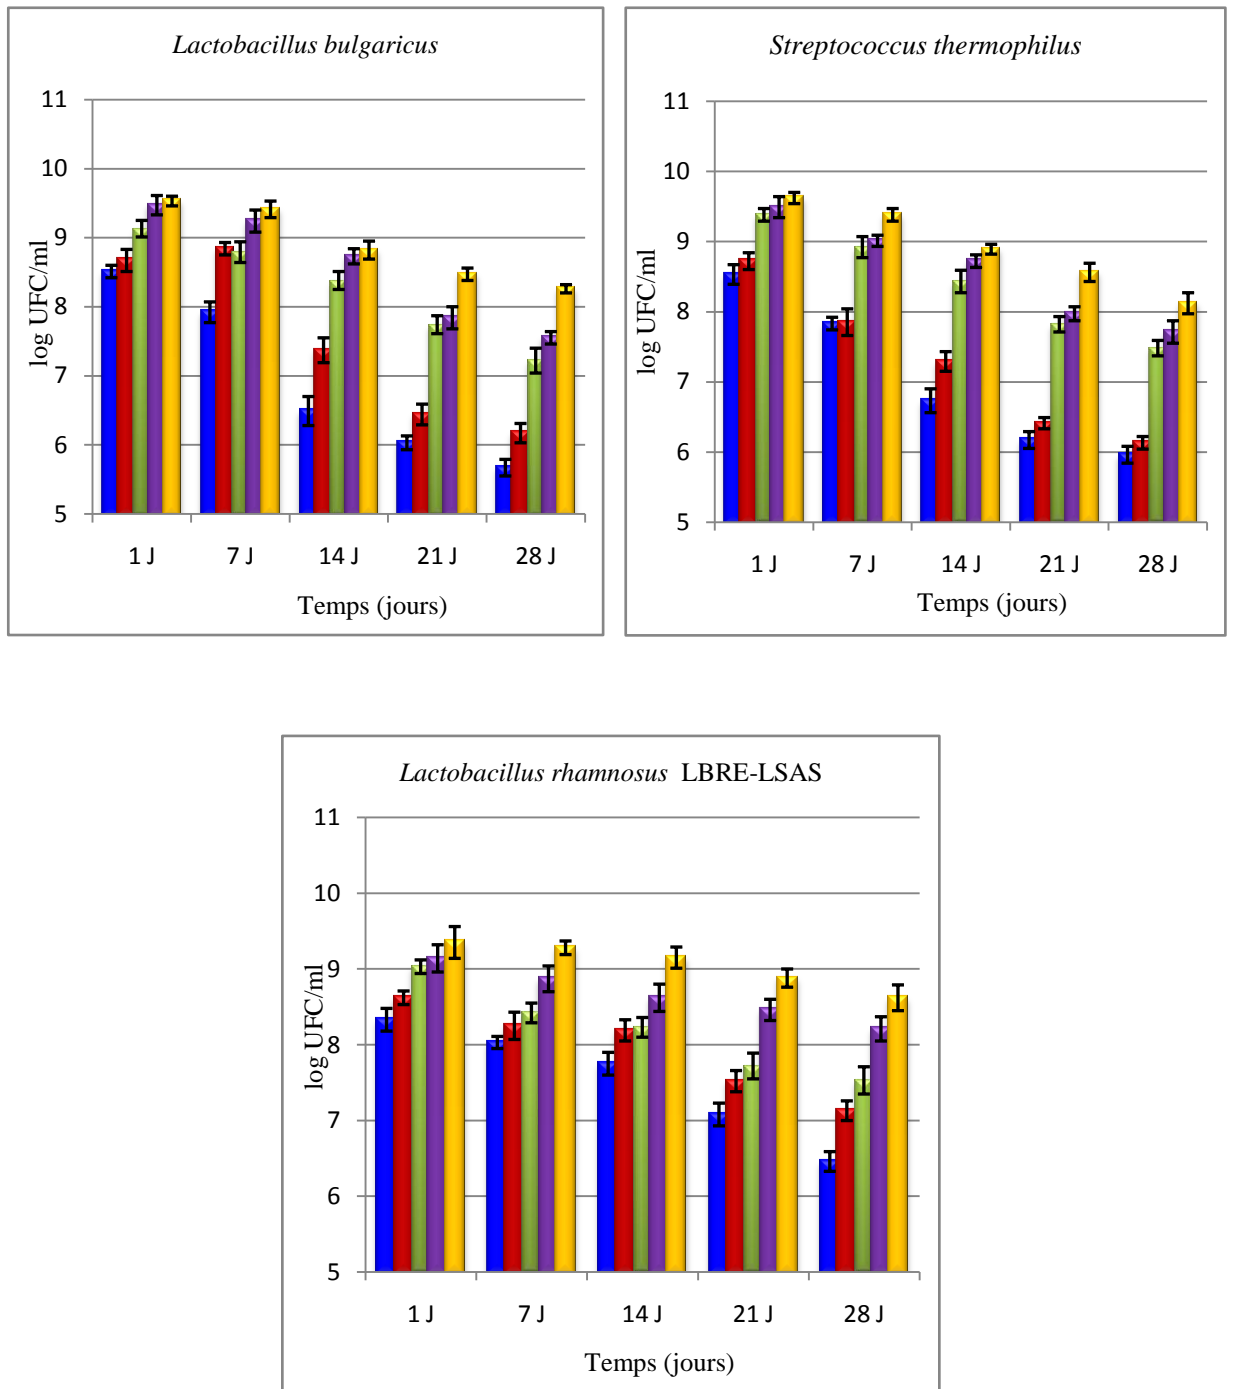 Lactobacillus bulgaricus
log UFC/ml
11
10
9
8
7
6
5
1 J 7 J 14 J 21 J 28 J
Temps (jours)
Streptococcus thermophilus
log UFC/ml
11
10
9
8
7
6
5
1 J 7 J 14 J 21 J 28 J
Temps (jours)
Lactobacillus rhamnosus LBRE-LSAS
log UFC/ml
11
10
9
8
7
6
5
1 J 7 J 14 J 21 J 28 J
Temps (jours)